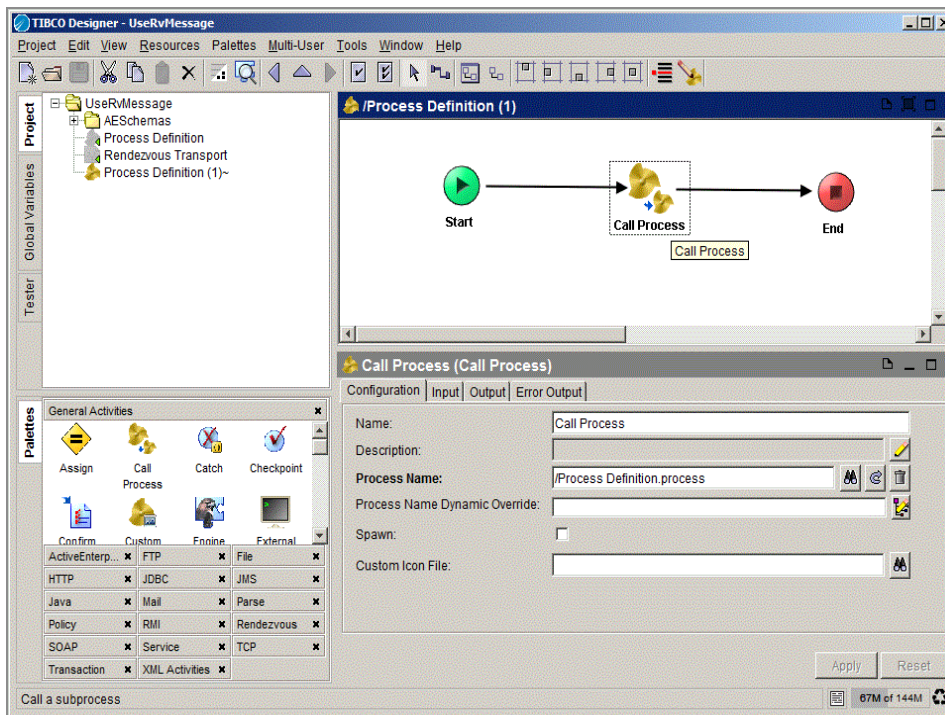 TIBCO Designer - UseRvMessage
Project Edit View Resources Palettes Multi-User Tools Window Help
Project
Global Variables
Tester
UseRvMessage
AESchemas
Process Definition
Rendezvous Transport
Process Definition (1)~
/Process Definition (1)
Start
Call Process
End
Call Process
Palettes
General Activities
Assign
Call Process
Catch
Checkpoint
Confirm
Custom
Engine
External
ActiveEnterp... FTP File
HTTP JDBC JMS
Java Mail Parse
Policy RMI Rendezvous
SOAP Service TCP
Transaction XML Activities
Call Process (Call Process)
Configuration Input Output Error Output
Name: Call Process
Description:
Process Name: /Process Definition.process
Process Name Dynamic Override:
Spawn:
Custom Icon File:
Apply Reset
Call a subprocess
67M of 144M